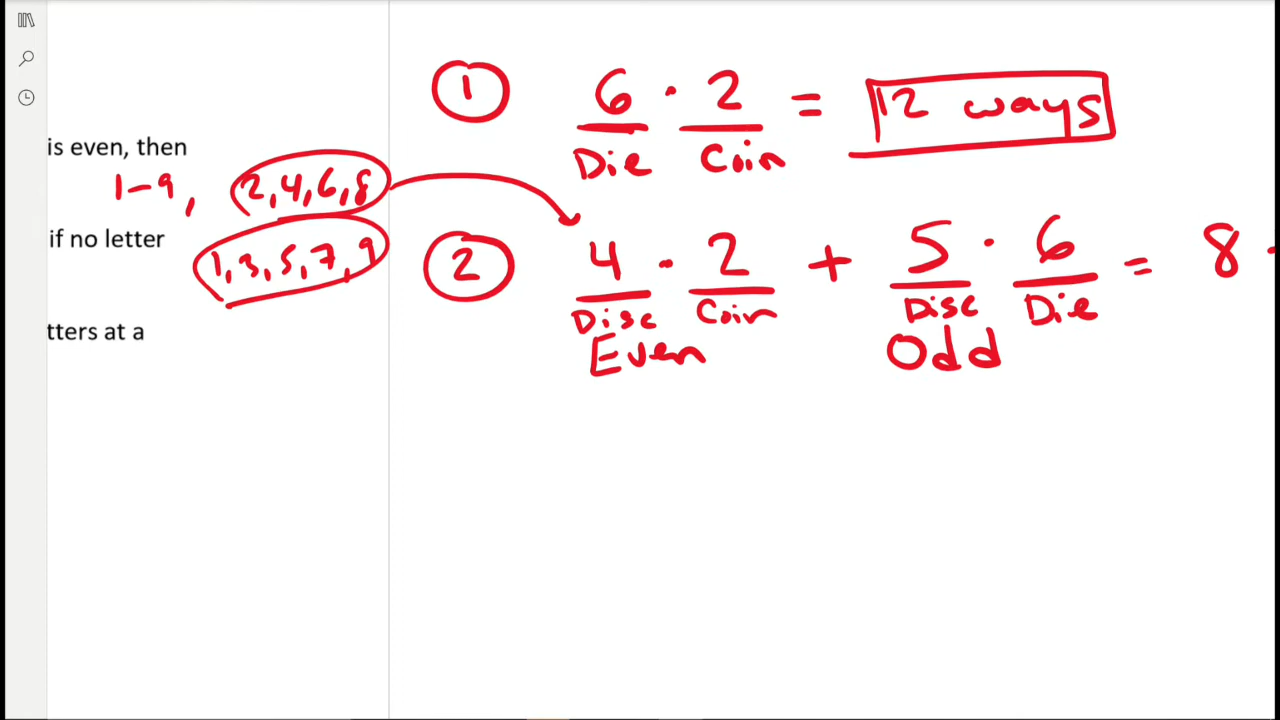 ① 6 · 2 = 12 ways
Die Coin
is even, then
1-9, 2,4,6,8
if no letter
1,3,5,7,9
② 4 · 2 + 5 · 6 = 8
Disc Coin Disc Die
Even Odd
tters at a